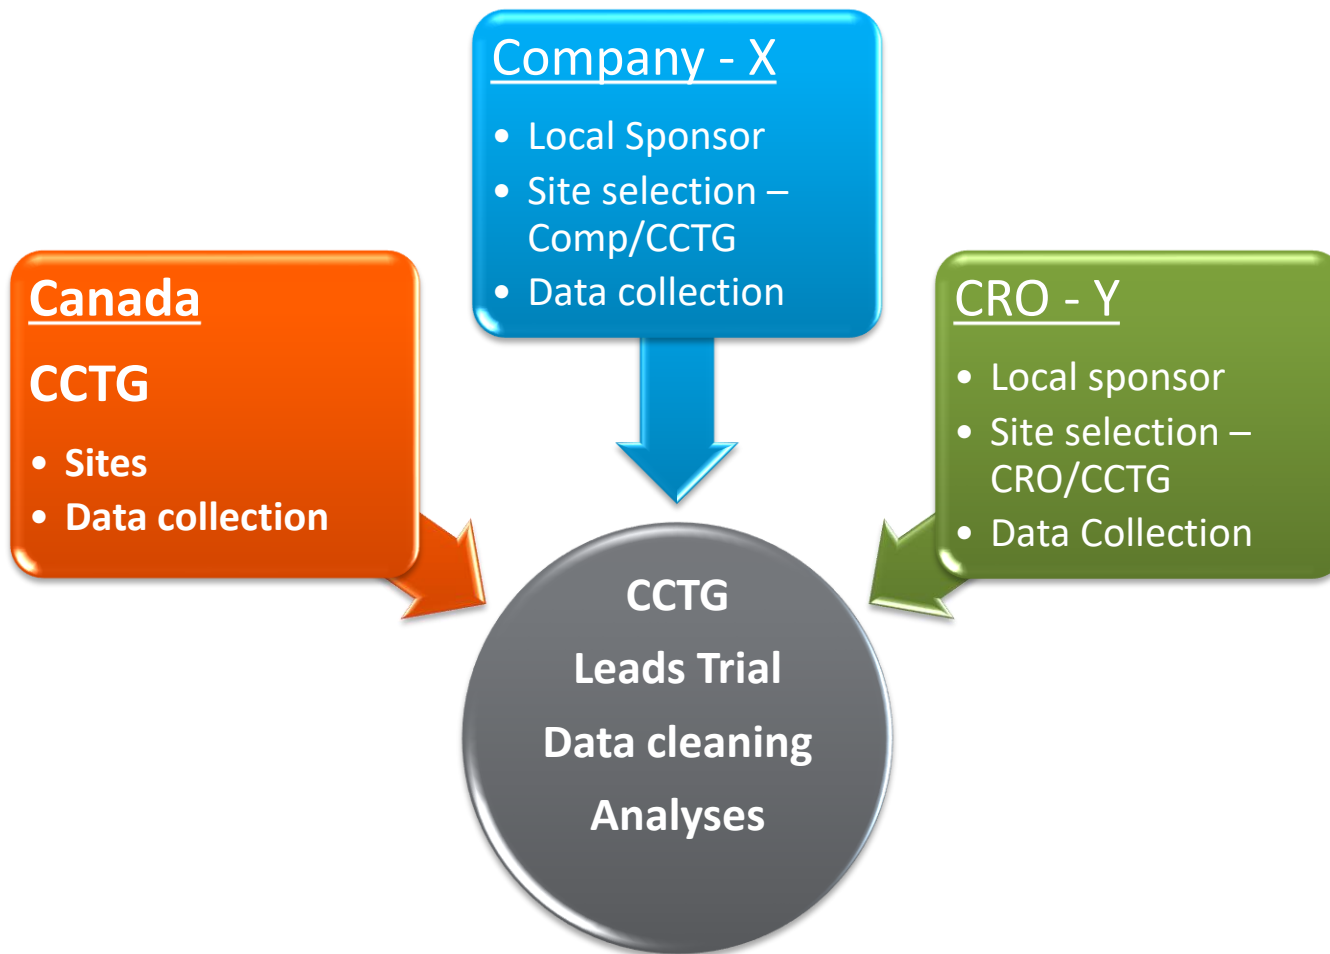 Company - X
• Local Sponsor
• Site selection –
Comp/CCTG
• Data collection
Canada
CCTG
• Sites
• Data collection
CRO - Y
• Local sponsor
• Site selection –
CRO/CCTG
• Data Collection
CCTG
Leads Trial
Data cleaning
Analyses